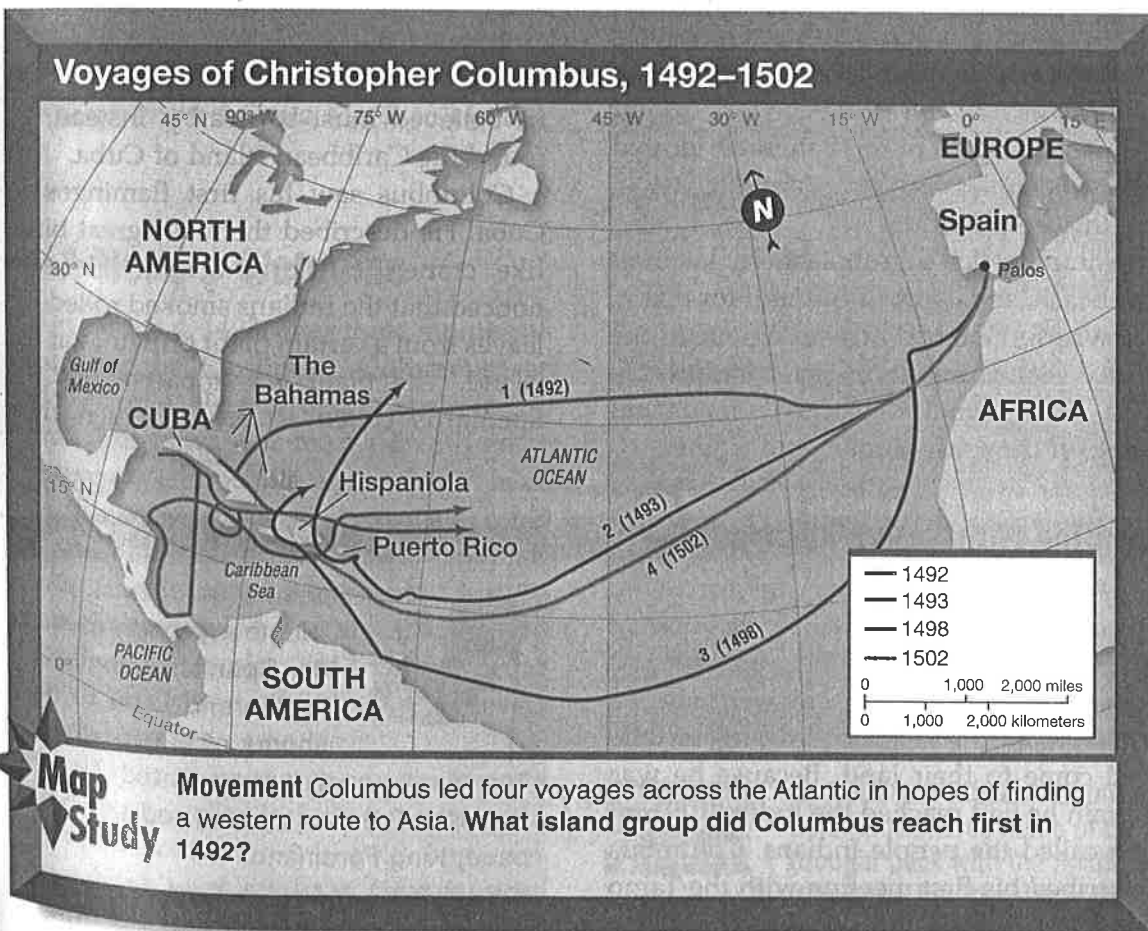 Voyages of Christopher Columbus, 1492–1502
45° N 90° W 75° W 60° W 45° W 30° W 15° W 0° 15° E
EUROPE
Spain
Palos
N
NORTH
AMERICA
30° N
Gulf of
Mexico
The
Bahamas
1 (1492)
CUBA
AFRICA
ATLANTIC
OCEAN
15° N
Hispaniola
2 (1493)
Puerto Rico
4 (1502)
Caribbean
Sea
3 (1498)
PACIFIC
OCEAN
0°
SOUTH
AMERICA
Equator
1492
1493
1498
1502
0 1,000 2,000 miles
0 1,000 2,000 kilometers
Map
Study
Movement Columbus led four voyages across the Atlantic in hopes of finding
a western route to Asia. What island group did Columbus reach first in
1492?